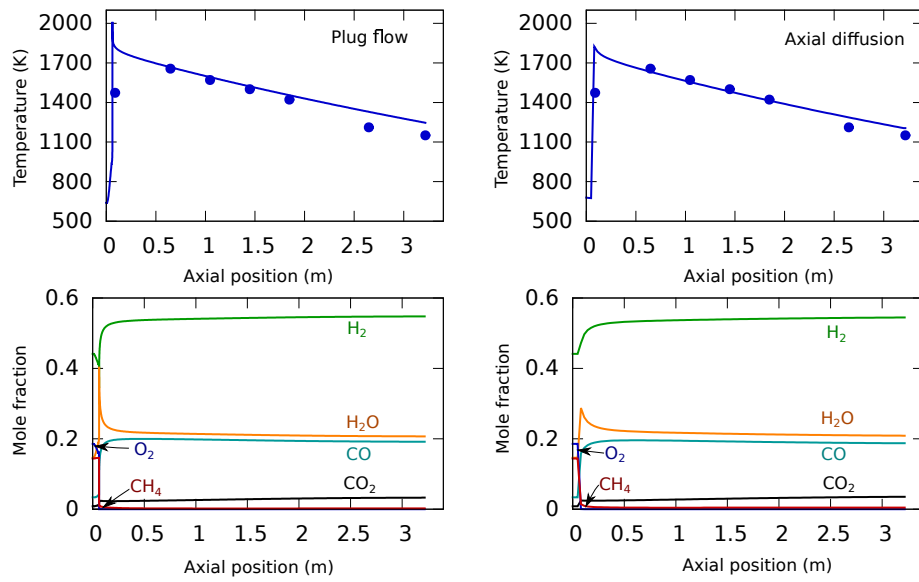 2000
1700
1400
1100
800
500
Temperature (K)
Plug flow
0 0.5 1 1.5 2 2.5 3
Axial position (m)
2000
1700
1400
1100
800
500
Temperature (K)
Axial diffusion
0 0.5 1 1.5 2 2.5 3
Axial position (m)
0.6
0.4
0.2
0
Mole fraction
H₂
H₂O
O₂
CO
CH₄
CO₂
0 0.5 1 1.5 2 2.5 3
Axial position (m)
0.6
0.4
0.2
0
Mole fraction
H₂
H₂O
O₂
CO
CH₄
CO₂
0 0.5 1 1.5 2 2.5 3
Axial position (m)